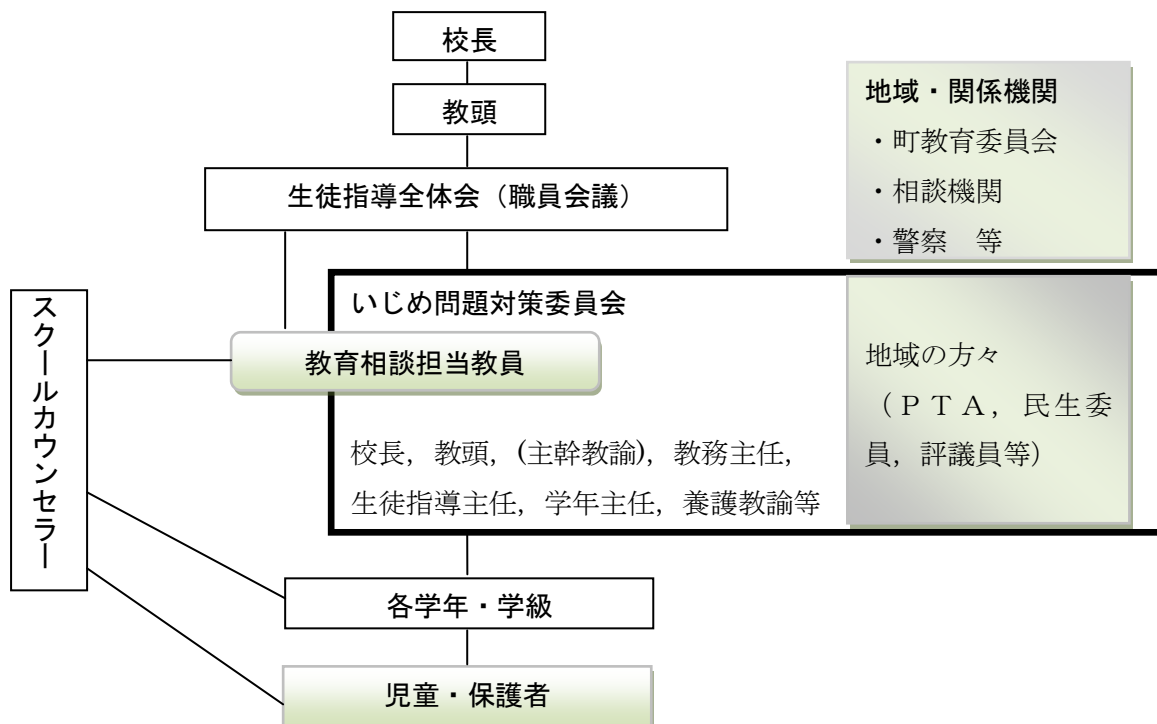 校長
教頭
生徒指導全体会（職員会議）
地域・関係機関
・町教育委員会
・相談機関
・警察　等
スクールカウンセラー
いじめ問題対策委員会
教育相談担当教員
校長，教頭，(主幹教諭)，教務主任，
生徒指導主任，学年主任，養護教諭等
地域の方々
（ＰＴＡ，民生委
員，評議員等）
各学年・学級
児童・保護者